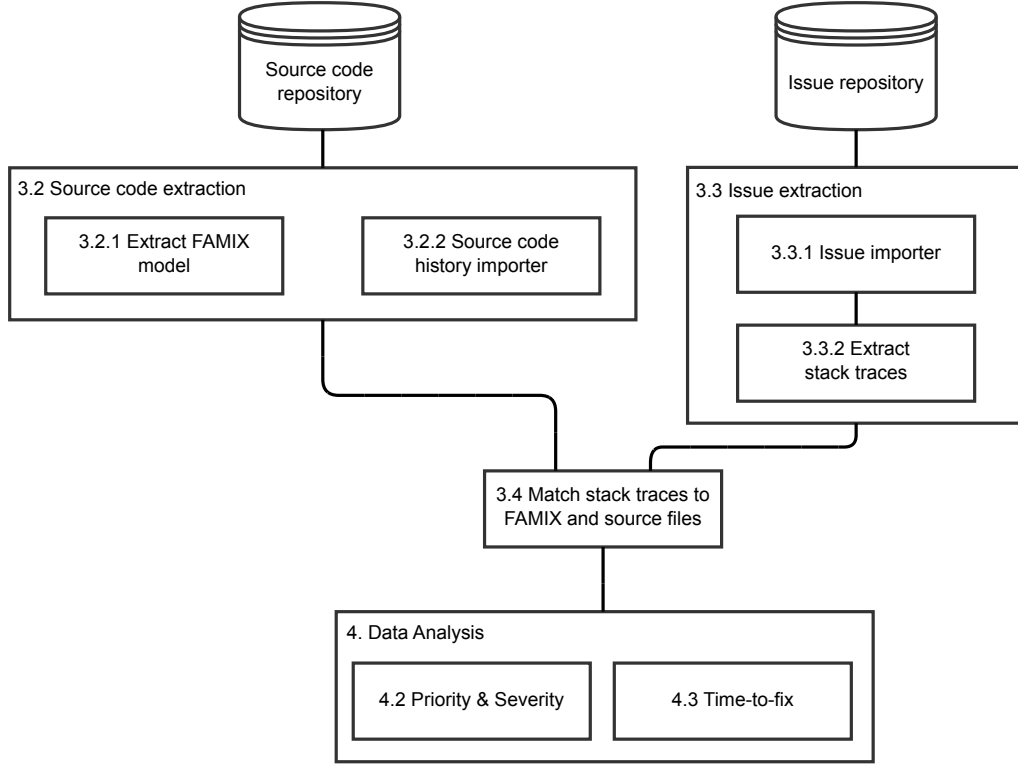 Source code
repository
Issue repository
3.2 Source code extraction
3.2.1 Extract FAMIX
model
3.2.2 Source code
history importer
3.3 Issue extraction
3.3.1 Issue importer
3.3.2 Extract
stack traces
3.4 Match stack traces to
FAMIX and source files
4. Data Analysis
4.2 Priority & Severity
4.3 Time-to-fix